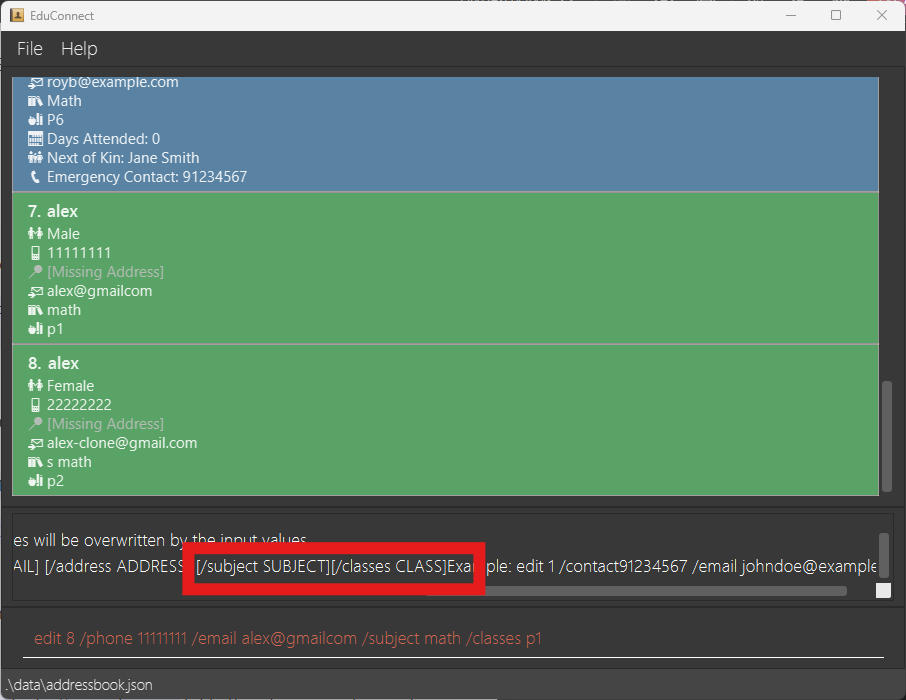 EduConnect
File Help
royb@example.com
Math
P6
Days Attended: 0
Next of Kin: Jane Smith
Emergency Contact: 91234567
7. alex
Male
11111111
[Missing Address]
alex@gmailcom
math
p1
8. alex
Female
22222222
[Missing Address]
alex-clone@gmail.com
s math
p2
es will be overwritten by the input values
AIL] [/address ADDRESS [/subject SUBJECT][/classes CLASS]Example: edit 1 /contact91234567 /email johndoe@example
edit 8 /phone 11111111 /email alex@gmailcom /subject math /classes p1
.\data\addressbook.json